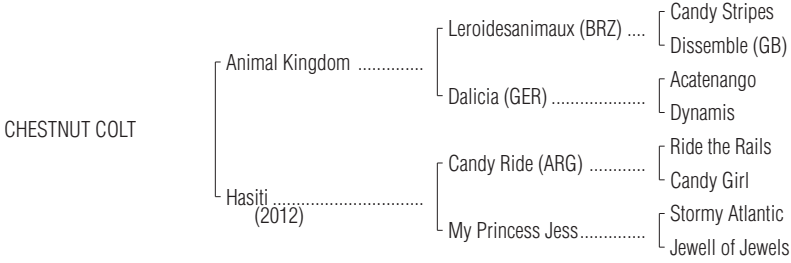 Candy Stripes
Leroidesanimaux (BRZ) ....
Dissemble (GB)
Animal Kingdom ..............
Acatenango
Dalicia (GER) ....................
Dynamis
CHESTNUT COLT
Ride the Rails
Candy Ride (ARG) ............
Candy Girl
Hasiti ................................
(2012)
Stormy Atlantic
My Princess Jess..............
Jewell of Jewels